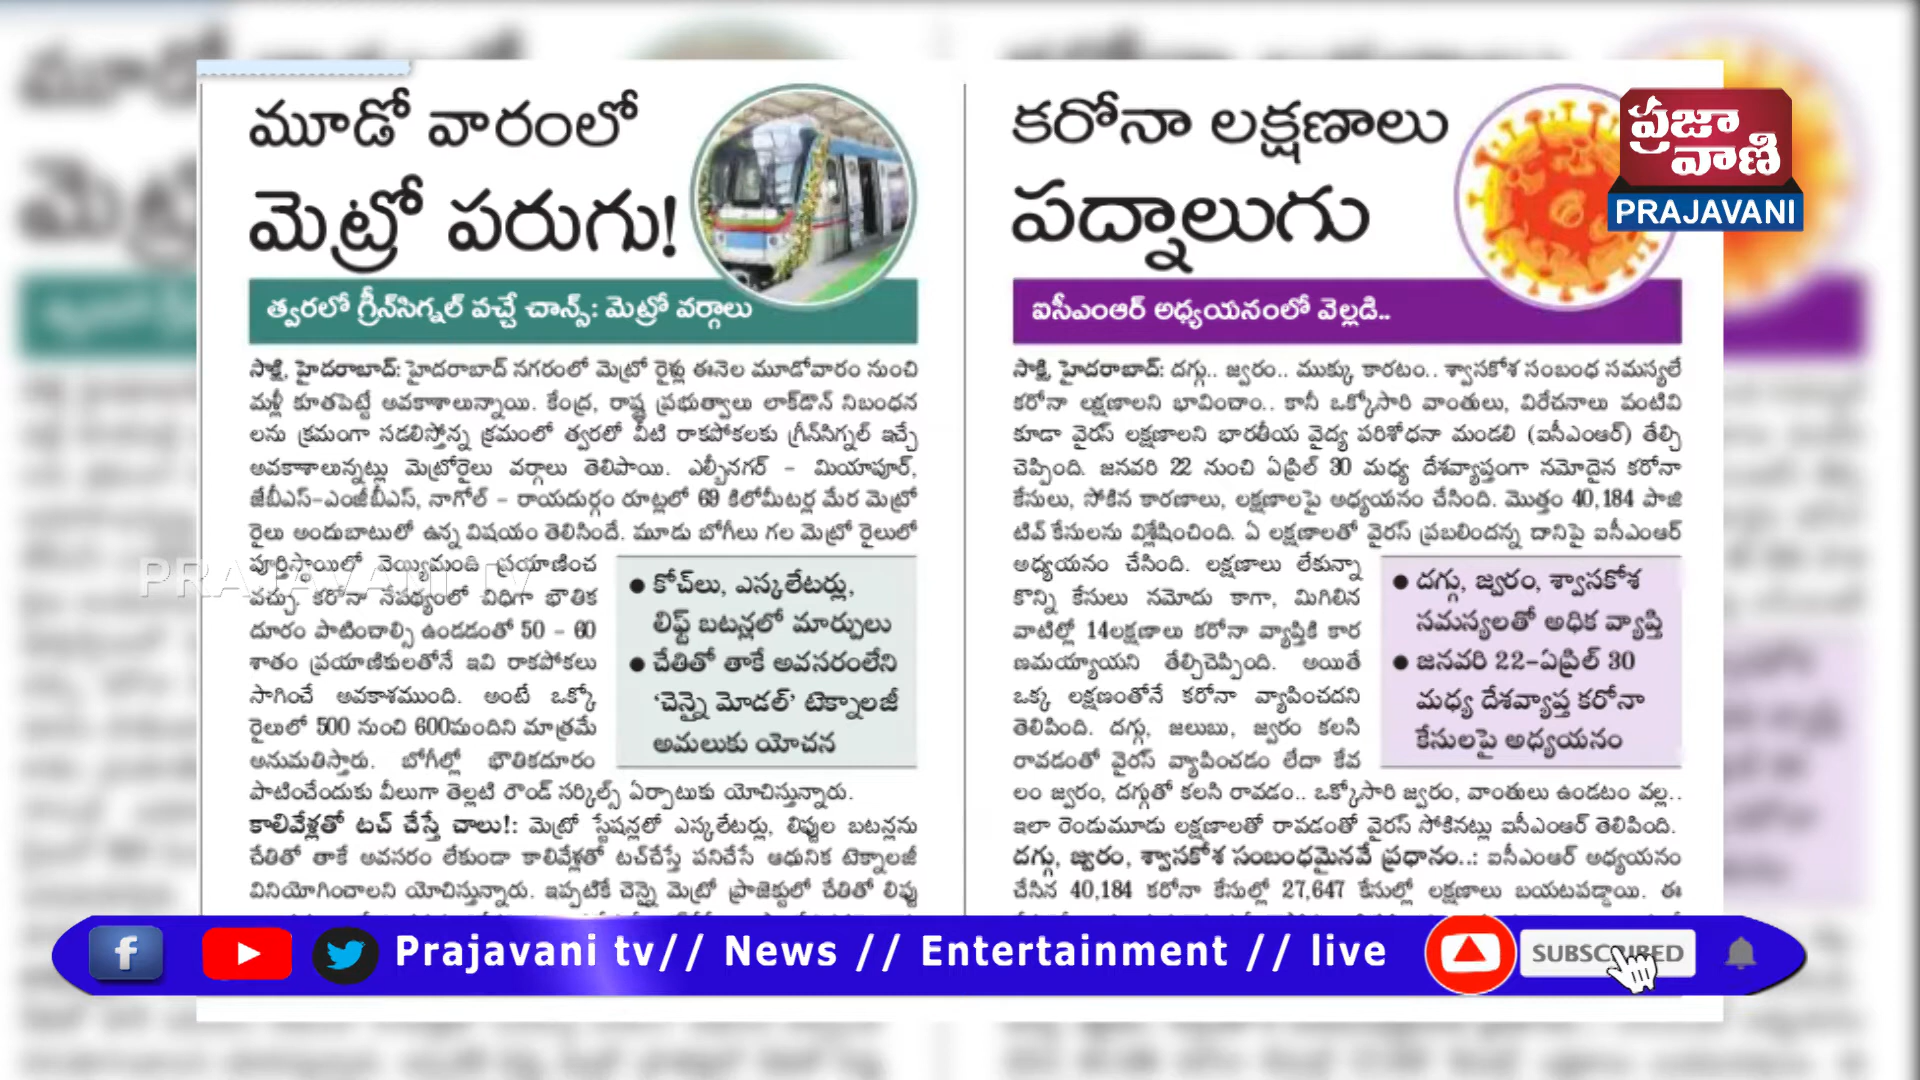 మూడో వారంలో
మెట్రో పరుగు!
త్వరలో గ్రీన్‌సిగ్నల్ వచ్చే చాన్స్: మెట్రో వర్గాలు
సాక్షి, హైదరాబాద్: హైదరాబాద్ నగరంలో మెట్రో రైళ్లు ఈనెల మూడోవారం నుంచి
మళ్లీ కూతపెట్టే అవకాశాలున్నాయి. కేంద్ర, రాష్ట్ర ప్రభుత్వాలు లాక్‌డౌన్ నిబంధన
లను క్రమంగా సడలిస్తోన్న క్రమంలో త్వరలో వీటి రాకపోకలకు గ్రీన్‌సిగ్నల్ ఇచ్చే
అవకాశాలున్నట్లు మెట్రోరైలు వర్గాలు తెలిపాయి. ఎల్బీనగర్ – మియాపూర్,
జేబీఎస్–ఎంజీబీఎస్, నాగోల్ – రాయదుర్గం రూట్లలో 69 కిలోమీటర్ల మేర మెట్రో
రైలు అందుబాటులో ఉన్న విషయం తెలిసిందే. మూడు బోగీలు గల మెట్రో రైలులో
పూర్తిస్థాయిలో వెయ్యిమంది ప్రయాణించ
వచ్చు. కరోనా నేపథ్యంలో విధిగా భౌతిక
దూరం పాటించాల్సి ఉండడంతో 50 – 60
శాతం ప్రయాణికులతోనే ఇవి రాకపోకలు
సాగించే అవకాశముంది. అంటే ఒక్కో
రైలులో 500 నుంచి 600మందిని మాత్రమే
అనుమతిస్తారు. బోగీల్లో భౌతికదూరం
పాటించేందుకు వీలుగా తెల్లటి రౌండ్ సర్కిల్స్ ఏర్పాటుకు యోచిస్తున్నారు.
కాలివేళ్లతో టచ్ చేస్తే చాలు!: మెట్రో స్టేషన్లలో ఎస్కలేటర్లు, లిఫ్టుల బటన్లను
చేతితో తాకే అవసరం లేకుండా కాలివేళ్లతో టచ్‌చేస్తే పనిచేసే ఆధునిక టెక్నాలజీ
వినియోగించాలని యోచిస్తున్నారు. ఇప్పటికే చెన్నై మెట్రో ప్రాజెక్టులో చేతితో లిఫ్టు
● కోచ్‌లు, ఎస్కలేటర్లు,
లిఫ్ట్ బటన్లలో మార్పులు
● చేతితో తాకే అవసరంలేని
‘చెన్నై మోడల్’ టెక్నాలజీ
అమలుకు యోచన
కరోనా లక్షణాలు
పద్నాలుగు
ఐసీఎంఆర్ అధ్యయనంలో వెల్లడి..
సాక్షి, హైదరాబాద్: దగ్గు.. జ్వరం.. ముక్కు కారటం.. శ్వాసకోశ సంబంధ సమస్యలే
కరోనా లక్షణాలని భావించాం.. కానీ ఒక్కోసారి వాంతులు, విరేచనాలు వంటివి
కూడా వైరస్ లక్షణాలని భారతీయ వైద్య పరిశోధనా మండలి (ఐసీఎంఆర్) తేల్చి
చెప్పింది. జనవరి 22 నుంచి ఏప్రిల్ 30 మధ్య దేశవ్యాప్తంగా నమోదైన కరోనా
కేసులు, సోకిన కారణాలు, లక్షణాలపై అధ్యయనం చేసింది. మొత్తం 40,184 పాజి
టివ్ కేసులను విశ్లేషించింది. ఏ లక్షణాలతో వైరస్ ప్రబలిందన్న దానిపై ఐసీఎంఆర్
అధ్యయనం చేసింది. లక్షణాలు లేకున్నా
కొన్ని కేసులు నమోదు కాగా, మిగిలిన
వాటిల్లో 14లక్షణాలు కరోనా వ్యాప్తికి కార
ణమయ్యాయని తేల్చిచెప్పింది. అయితే
ఒక్క లక్షణంతోనే కరోనా వ్యాపించదని
తెలిపింది. దగ్గు, జలుబు, జ్వరం కలసి
రావడంతో వైరస్ వ్యాపించడం లేదా కేవ
లం జ్వరం, దగ్గుతో కలసి రావడం.. ఒక్కోసారి జ్వరం, వాంతులు ఉండటం వల్ల..
ఇలా రెండుమూడు లక్షణాలతో రావడంతో వైరస్ సోకినట్లు ఐసీఎంఆర్ తెలిపింది.
దగ్గు, జ్వరం, శ్వాసకోశ సంబంధమైనవే ప్రధానం..: ఐసీఎంఆర్ అధ్యయనం
చేసిన 40,184 కరోనా కేసుల్లో 27,647 కేసుల్లో లక్షణాలు బయటపడ్డాయి. ఈ
● దగ్గు, జ్వరం, శ్వాసకోశ
సమస్యలతో అధిక వ్యాప్తి
● జనవరి 22–ఏప్రిల్ 30
మధ్య దేశవ్యాప్త కరోనా
కేసులపై అధ్యయనం
ప్రజా
వాణి
PRAJAVANI
PRAJAVANI TV
Prajavani tv// News // Entertainment // live
SUBSCRIBED